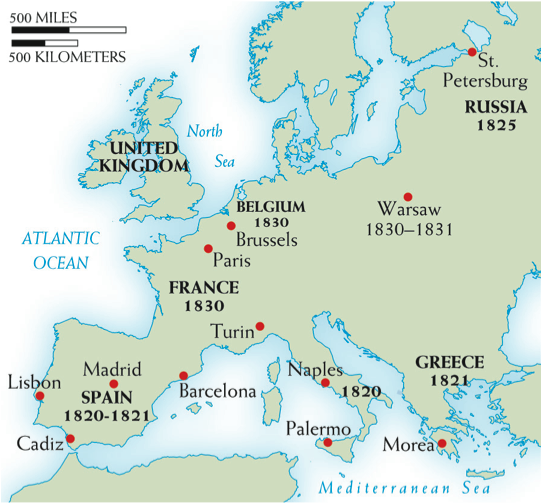 500 MILES
500 KILOMETERS
St.
Petersburg
RUSSIA
1825
North
Sea
UNITED
KINGDOM
BELGIUM
1830
Brussels
Warsaw
1830–1831
ATLANTIC
OCEAN
Paris
FRANCE
1830
Turin
Madrid
Lisbon
SPAIN
1820-1821
Barcelona
Naples
1820
GREECE
1821
Cadiz
Palermo
Morea
Mediterranean Sea